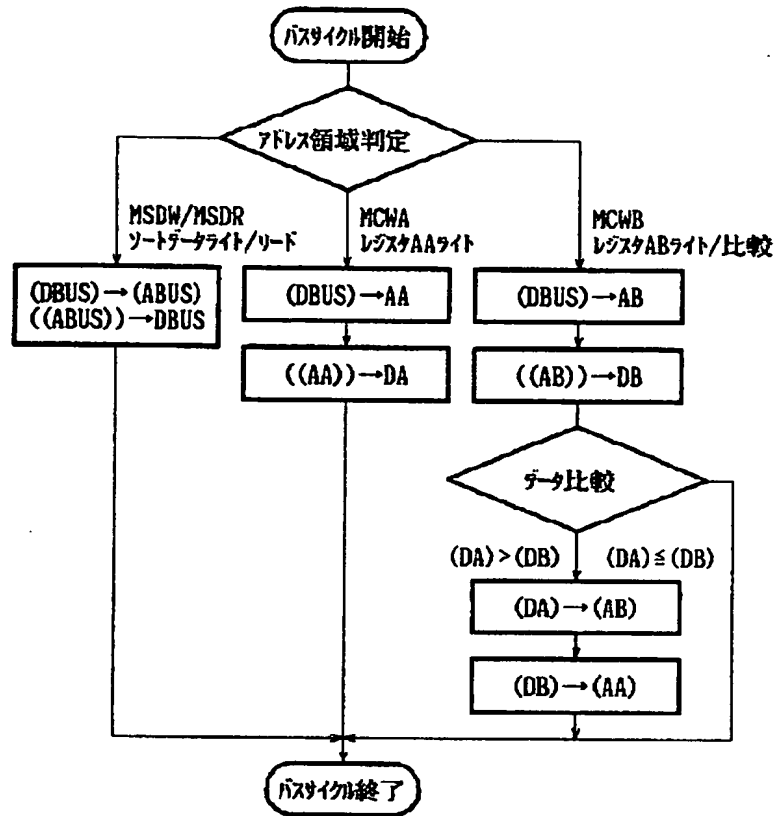 バスサイクル開始
アドレス領域判定
MSDW/MSDR
ソートデータライト/リード
(DBUS)→(ABUS)
((ABUS))→DBUS
MCWA
レジスタAAライト
(DBUS)→AA
((AA))→DA
MCWB
レジスタABライト/比較
(DBUS)→AB
((AB))→DB
データ比較
(DA)>(DB)
(DA)≦(DB)
(DA)→(AB)
(DB)→(AA)
バスサイクル終了